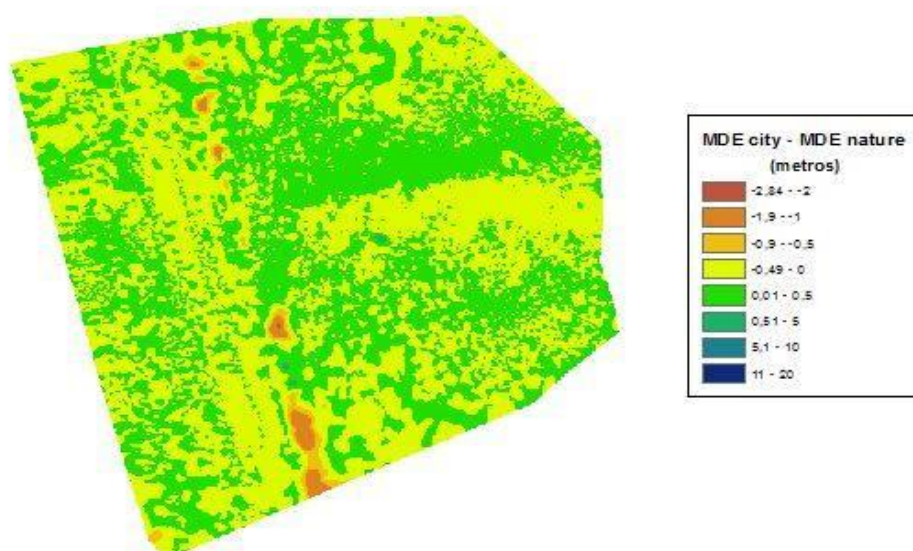 MDE city - MDE nature
(metros)
-2,84 - -2
-1,9 - -1
-0,9 - -0,5
-0,49 - 0
0,01 - 0,5
0,51 - 5
5,1 - 10
11 - 20